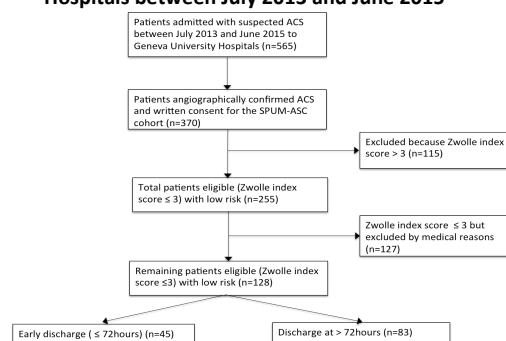 Hospitals between July 2013 and June 2015
Patients admitted with suspected ACS
between July 2013 and June 2015 to
Geneva University Hospitals (n=565)
Patients angiographically confirmed ACS
and written consent for the SPUM-ASC
cohort (n=370)
Excluded because Zwolle index
score > 3 (n=115)
Total patients eligible (Zwolle index
score ≤ 3) with low risk (n=255)
Zwolle index score ≤ 3 but
excluded by medical reasons
(n=127)
Remaining patients eligible (Zwolle index
score ≤3) with low risk (n=128)
Early discharge ( ≤ 72hours) (n=45)
Discharge at > 72hours (n=83)